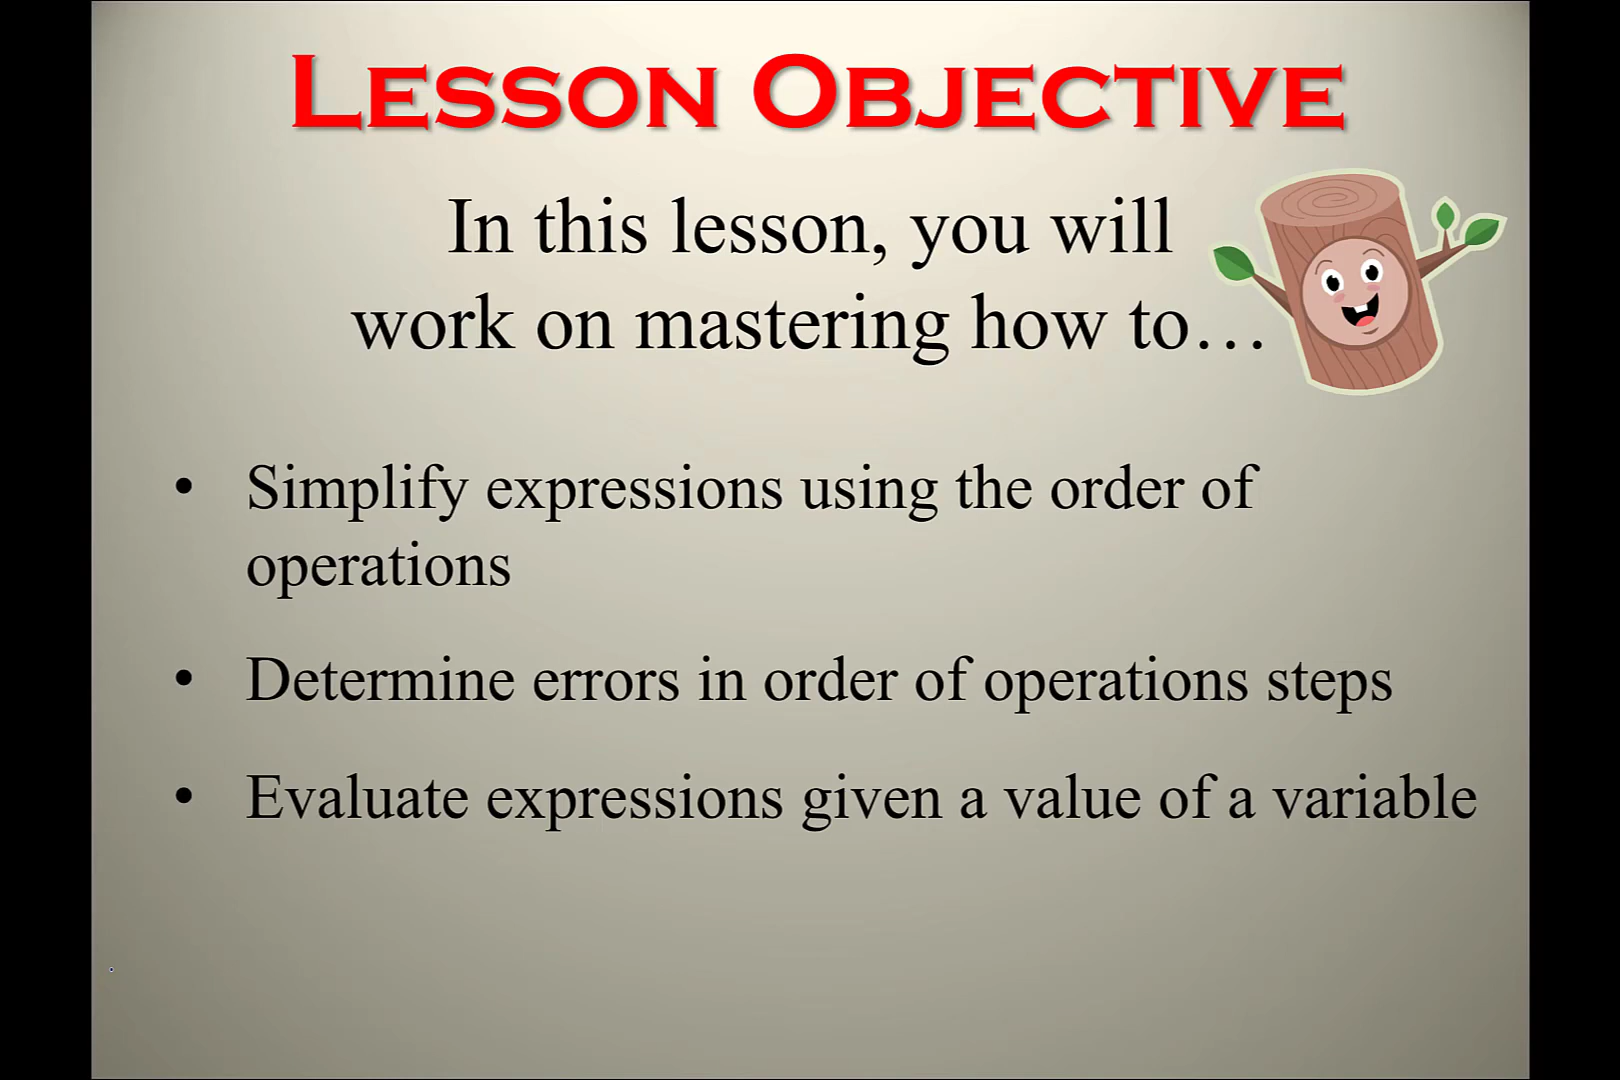 LESSON OBJECTIVE
In this lesson, you will
work on mastering how to…
• Simplify expressions using the order of
operations
• Determine errors in order of operations steps
• Evaluate expressions given a value of a variable